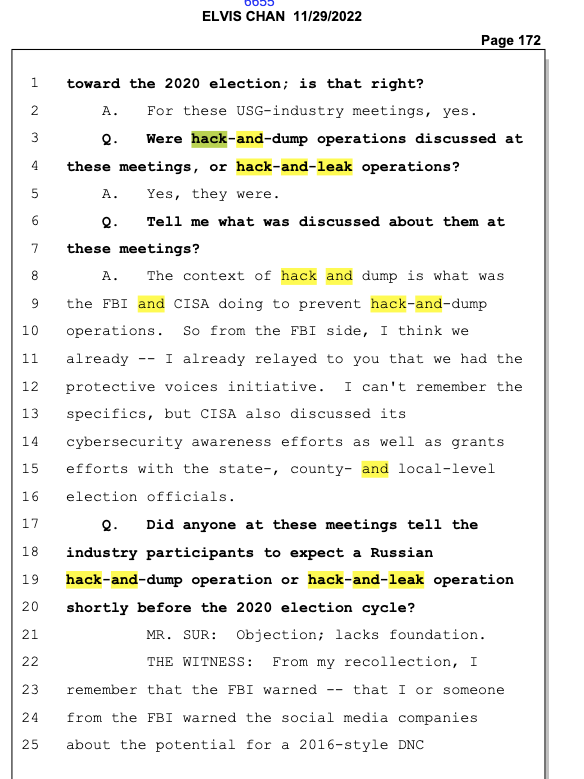 6655
ELVIS CHAN 11/29/2022
Page 172
1 toward the 2020 election; is that right?
2 A. For these USG-industry meetings, yes.
3 Q. Were hack-and-dump operations discussed at
4 these meetings, or hack-and-leak operations?
5 A. Yes, they were.
6 Q. Tell me what was discussed about them at
7 these meetings?
8 A. The context of hack and dump is what was
9 the FBI and CISA doing to prevent hack-and-dump
10 operations. So from the FBI side, I think we
11 already -- I already relayed to you that we had the
12 protective voices initiative. I can't remember the
13 specifics, but CISA also discussed its
14 cybersecurity awareness efforts as well as grants
15 efforts with the state-, county- and local-level
16 election officials.
17 Q. Did anyone at these meetings tell the
18 industry participants to expect a Russian
19 hack-and-dump operation or hack-and-leak operation
20 shortly before the 2020 election cycle?
21 MR. SUR: Objection; lacks foundation.
22 THE WITNESS: From my recollection, I
23 remember that the FBI warned -- that I or someone
24 from the FBI warned the social media companies
25 about the potential for a 2016-style DNC